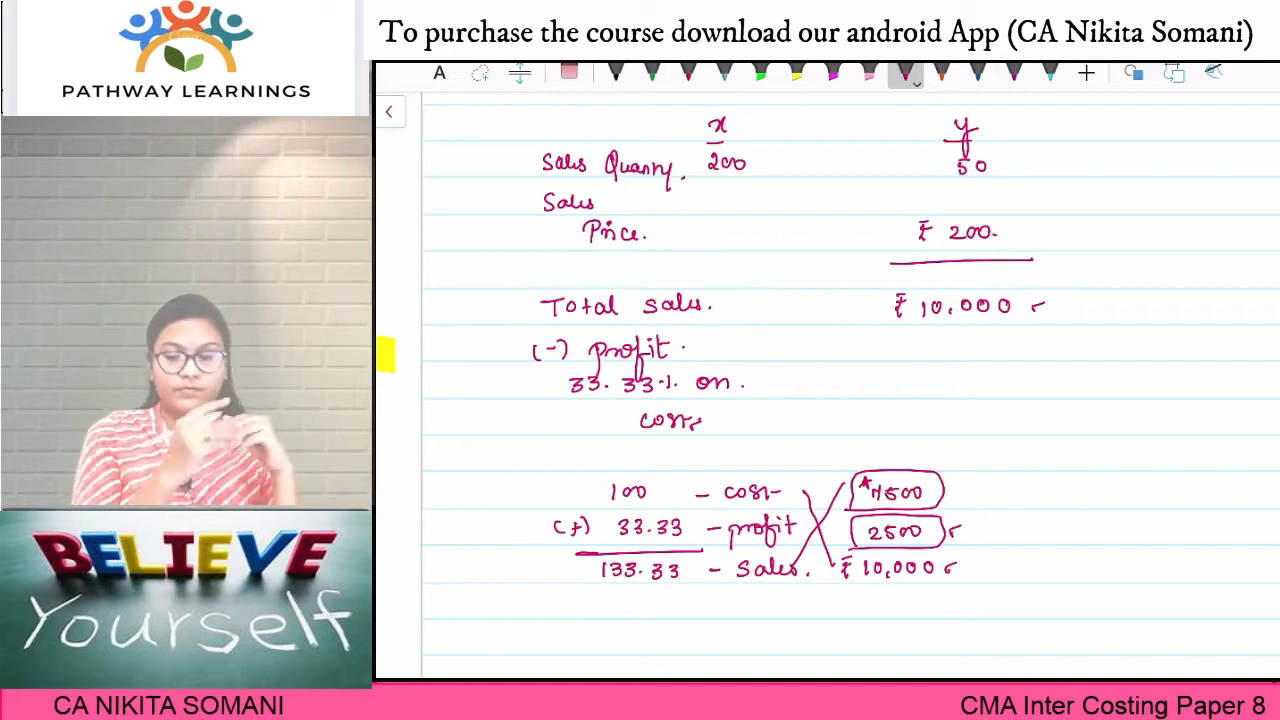 To purchase the course download our android App (CA Nikita Somani)
PATHWAY LEARNINGS
A
x y
Sales Quanry. 200 50
Sales
Price. ₹ 200.
Total sales. ₹ 10,000
(-) profit
33.33% on
cost
100 - cost 7500
(+) 33.33 - profit 2500
133.33 - Sales. ₹ 10,000
BELIEVE
Yourself
CA NIKITA SOMANI
CMA Inter Costing Paper 8